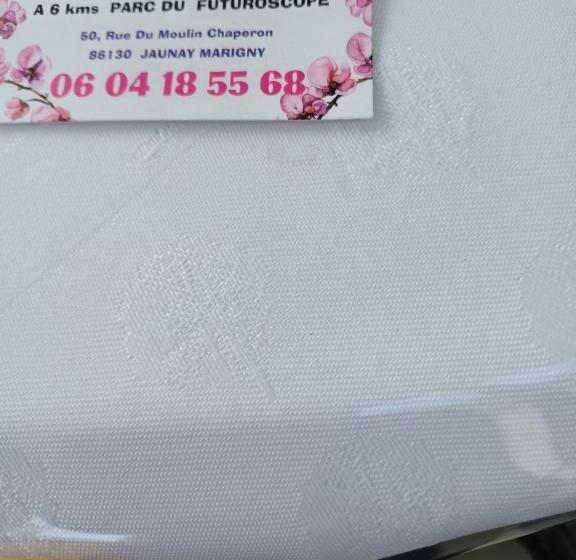 A 6 kms PARC DU FUTUROSCOPE
50, Rue Du Moulin Chaperon
86130 JAUNAY MARIGNY
06 04 18 55 68